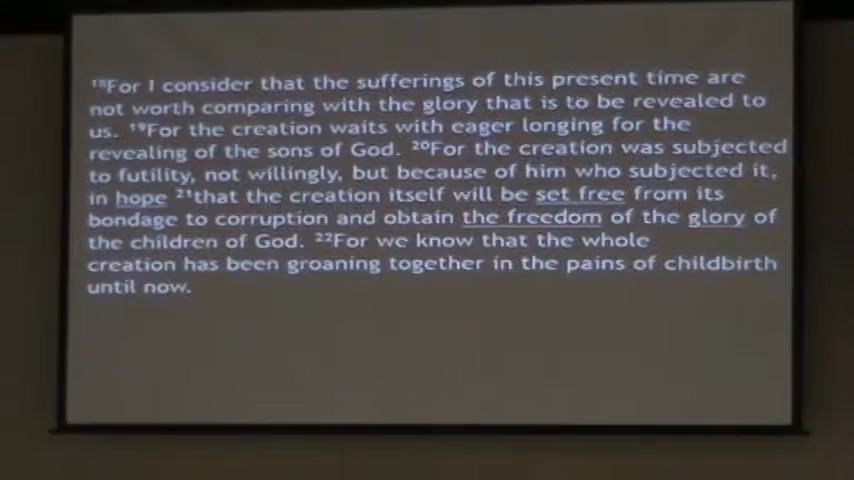 ¹⁸For I consider that the sufferings of this present time are
not worth comparing with the glory that is to be revealed to
us. ¹⁹For the creation waits with eager longing for the
revealing of the sons of God. ²⁰For the creation was subjected
to futility, not willingly, but because of him who subjected it,
in hope ²¹that the creation itself will be set free from its
bondage to corruption and obtain the freedom of the glory of
the children of God. ²²For we know that the whole
creation has been groaning together in the pains of childbirth
until now.